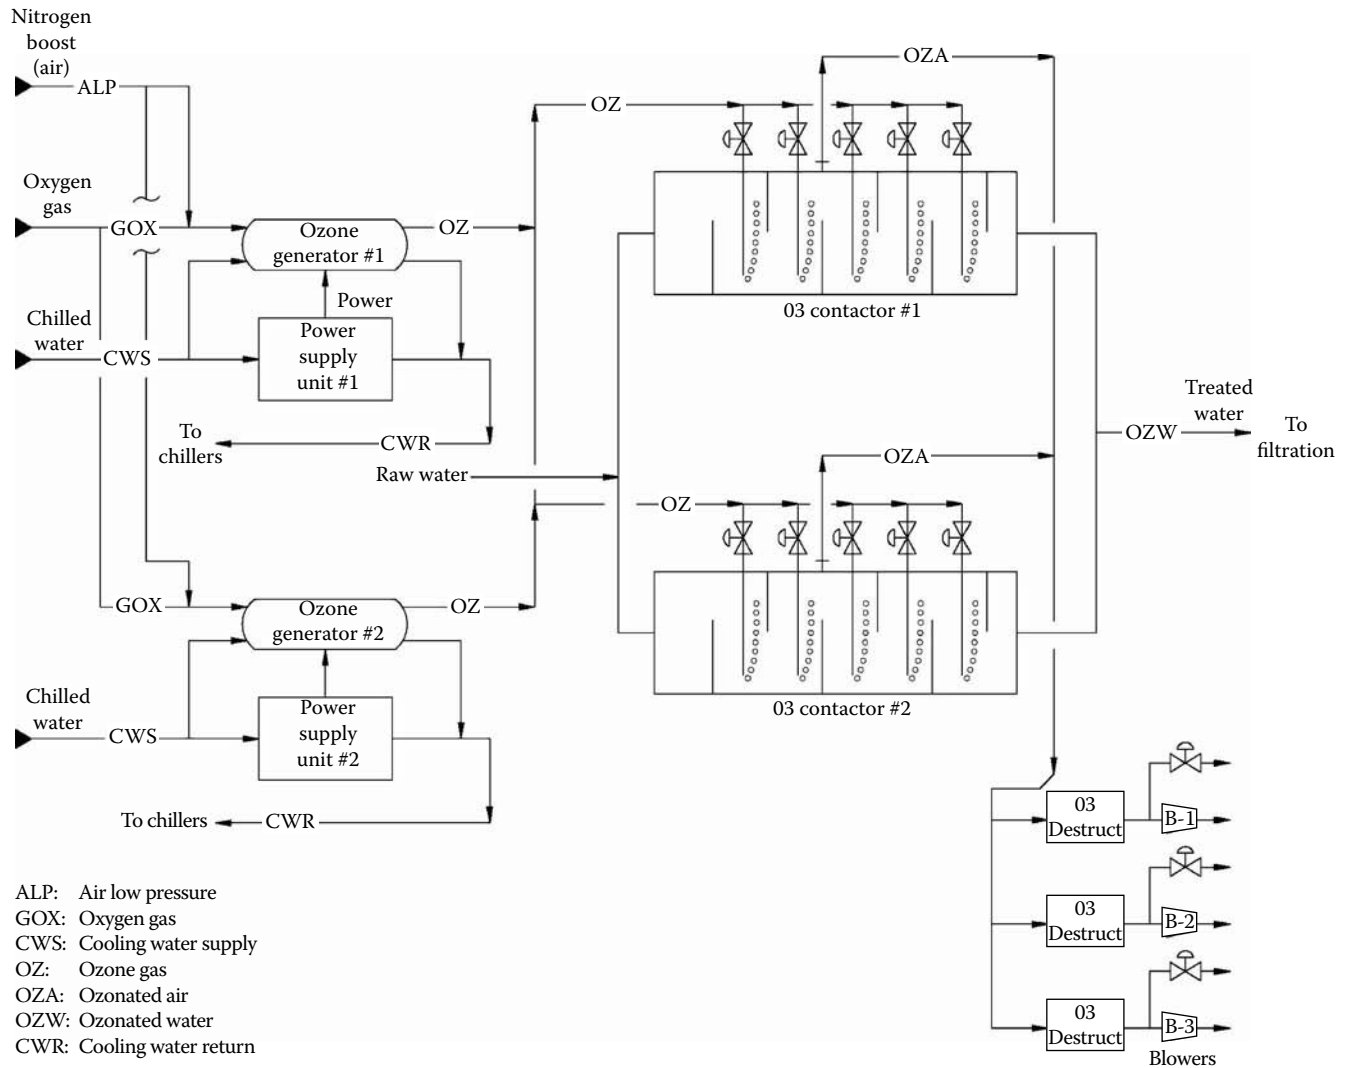 Nitrogen
boost
(air)
ALP
OZA
OZ
Oxygen
gas
GOX
Ozone
generator #1
OZ
Power
Chilled
water
CWS
Power
supply
unit #1
03 contactor #1
To
chillers
CWR
Raw water
Treated
water
OZW
To
filtration
OZA
OZ
GOX
Ozone
generator #2
OZ
Chilled
water
CWS
Power
supply
unit #2
03 contactor #2
To chillers
CWR
03
Destruct
B-1
03
Destruct
B-2
03
Destruct
B-3
Blowers
ALP: Air low pressure
GOX: Oxygen gas
CWS: Cooling water supply
OZ: Ozone gas
OZA: Ozonated air
OZW: Ozonated water
CWR: Cooling water return